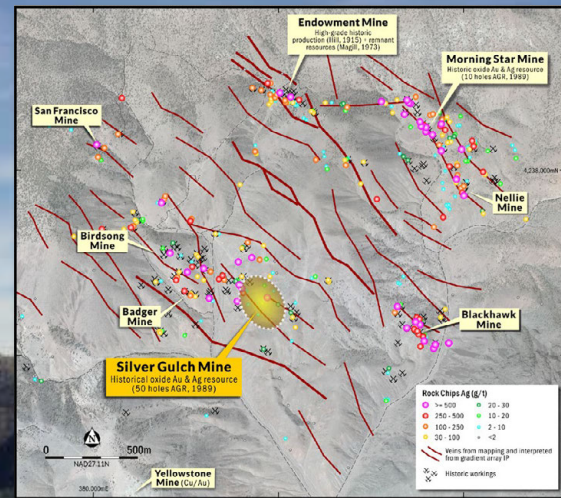 Endowment Mine
High-grade historic
production (Hill, 1915) + remnant
resources (Magill, 1973)
Morning Star Mine
Historic oxide Au & Ag resource
(10 holes AGR, 1989)
San Francisco
Mine
4,238,000mN
Nellie
Mine
Birdsong
Mine
Badger
Mine
Blackhawk
Mine
Silver Gulch Mine
Historical oxide Au & Ag resource
(50 holes AGR, 1989)
Rock Chips Ag (g/t)
>= 500
20 - 30
250 - 500
10 - 20
100 - 250
2 - 10
30 - 100
<2
Veins from mapping and interpreted
from gradient array IP
Historic workings
N
0 500m
NAD27.11N
380,000mE
Yellowstone
Mine (Cu/Au)